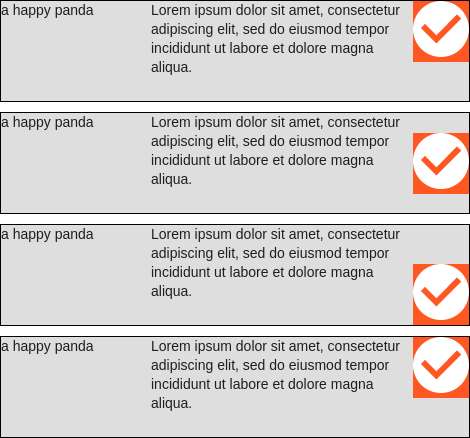 a happy panda
Lorem ipsum dolor sit amet, consectetur
adipiscing elit, sed do eiusmod tempor
incididunt ut labore et dolore magna
aliqua.
a happy panda
Lorem ipsum dolor sit amet, consectetur
adipiscing elit, sed do eiusmod tempor
incididunt ut labore et dolore magna
aliqua.
a happy panda
Lorem ipsum dolor sit amet, consectetur
adipiscing elit, sed do eiusmod tempor
incididunt ut labore et dolore magna
aliqua.
a happy panda
Lorem ipsum dolor sit amet, consectetur
adipiscing elit, sed do eiusmod tempor
incididunt ut labore et dolore magna
aliqua.